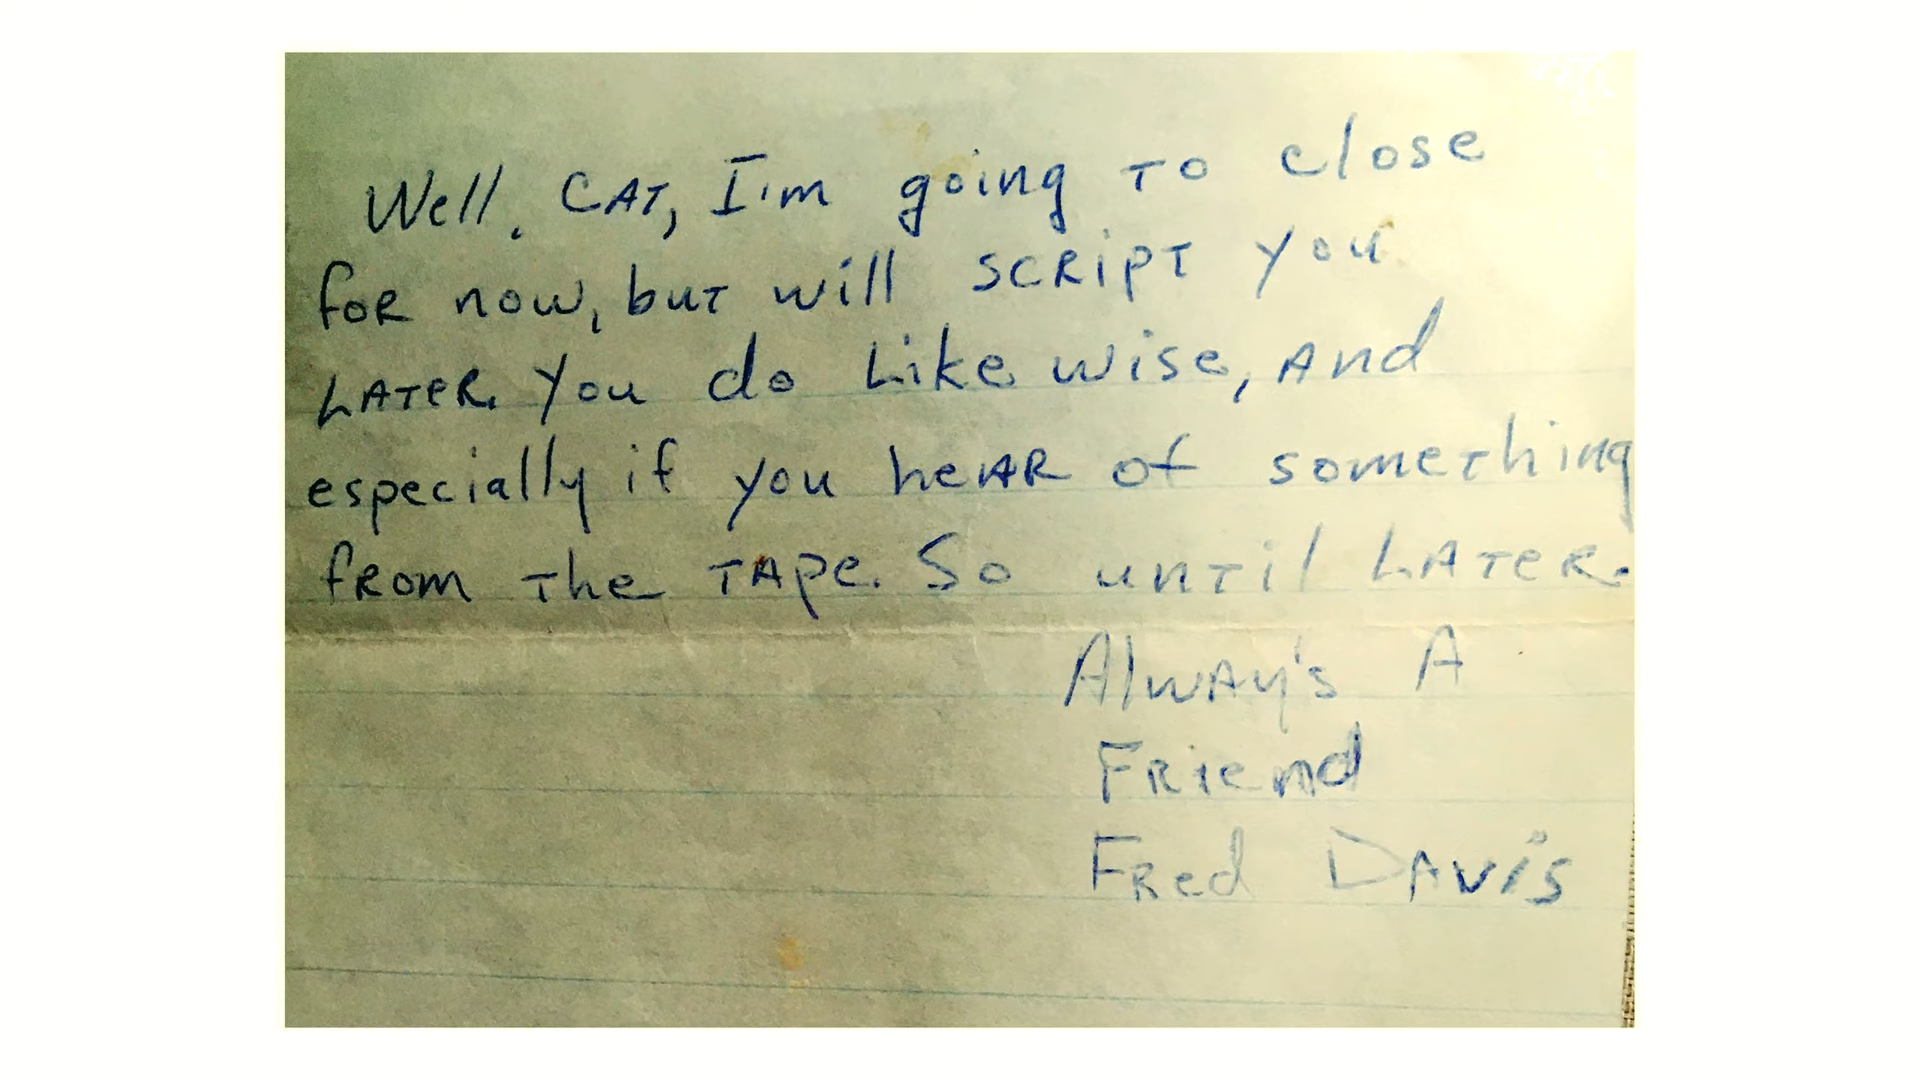 Well, CAT, I'm going TO close
foR now, buT will SCRipT you
LATeR. You do Like wise, And
especially if you heAR of someThing
fRom The TApe. So unTil LATeR.
AlwAy's A
FRiend
FRed DAvis